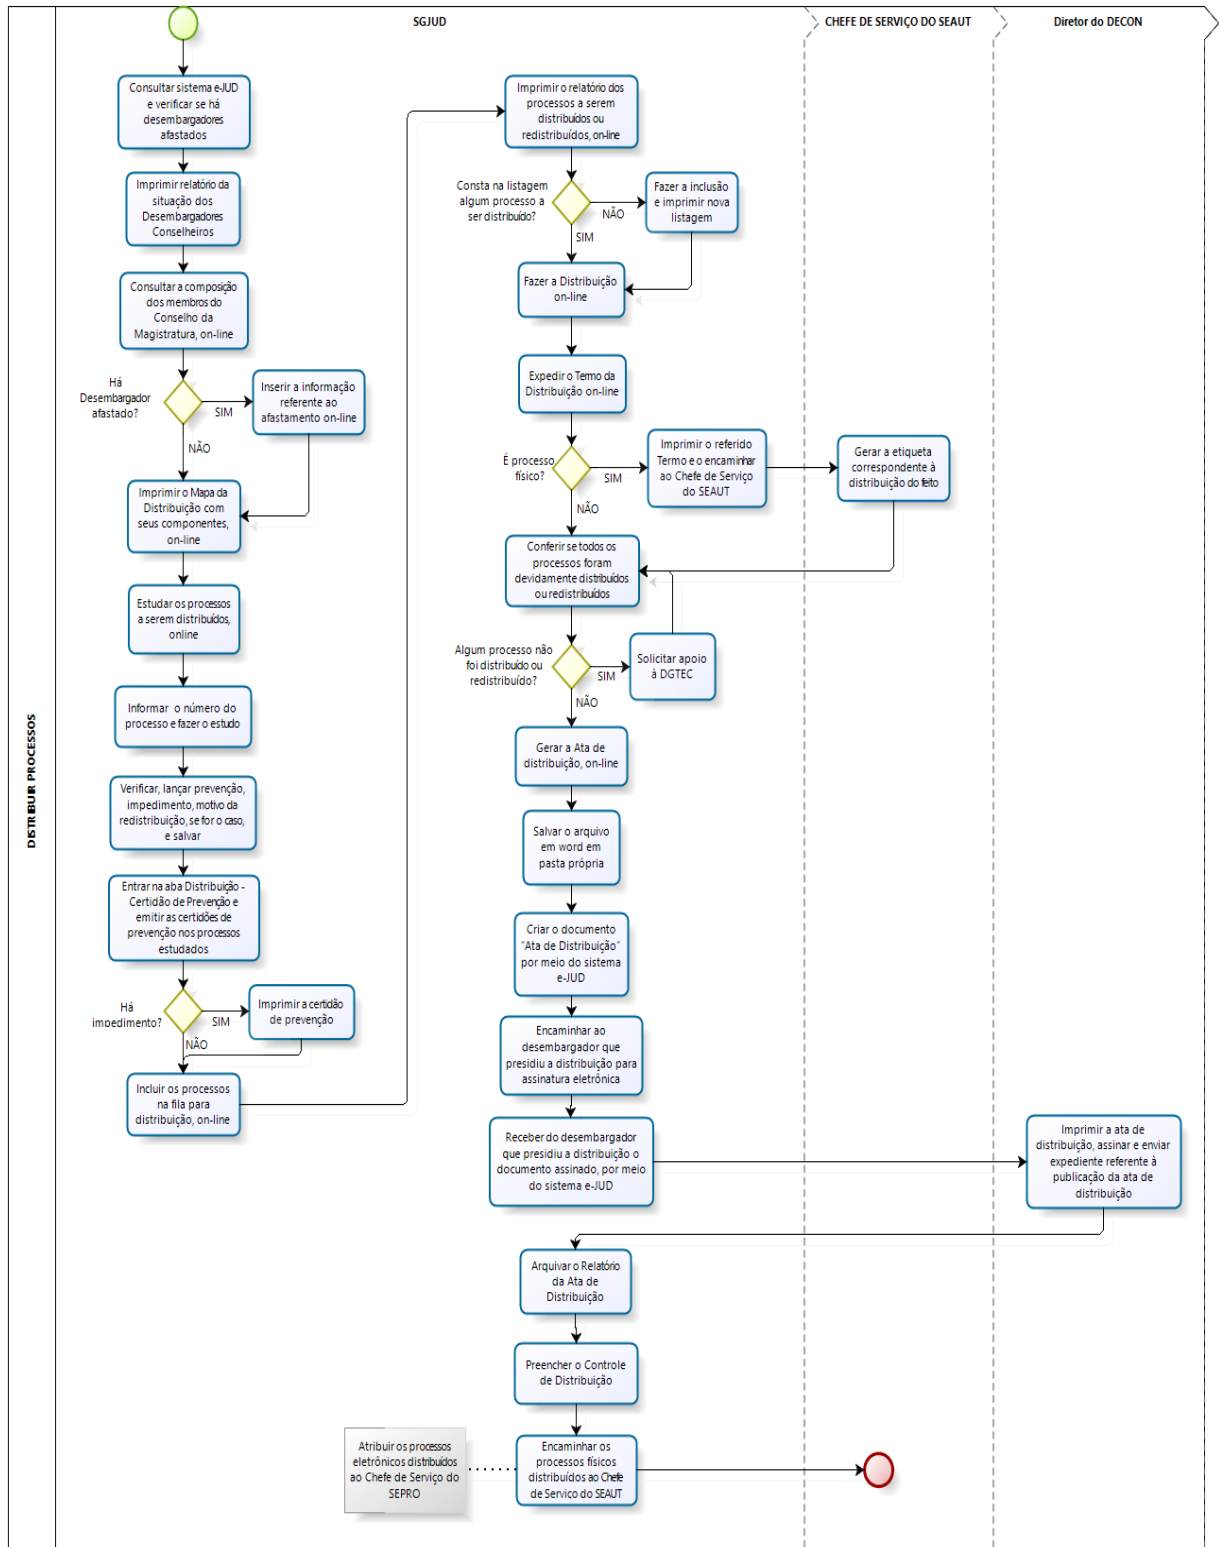 SGJUD
CHEFE DE SERVIÇO DO SEAUT
Diretor do DECON
DISTRIBUIR PROCESSOS
Consultar sistema e-JUD
e verificar se há
desembargadores
afastados
Imprimir relatório da
situação dos
Desembargadores
Conselheiros
Consultar a composição
dos membros do
Conselho da
Magistratura, on-line
Há
Desembargador
afastado?
SIM
Inserir a informação
referente ao
afastamento on-line
NÃO
Imprimir o Mapa da
Distribuição com
seus componentes,
on-line
Estudar os processos
a serem distribuídos,
online
Informar o número do
processo e fazer o estudo
Verificar, lançar prevenção,
impedimento, motivo da
redistribuição, se for o caso,
e salvar
Entrar na aba Distribuição -
Certidão de Prevenção e
emitir as certidões de
prevenção nos processos
estudados
Há
impedimento?
SIM
Imprimir a certidão
de prevenção
NÃO
Incluir os processos
na fila para
distribuição, on-line
Imprimir o relatório dos
processos a serem
distribuídos ou
redistribuídos, on-line
Consta na listagem
algum processo a
ser distribuído?
NÃO
Fazer a inclusão
e imprimir nova
listagem
SIM
Fazer a Distribuição
on-line
Expedir o Termo da
Distribuição on-line
É processo
físico?
SIM
Imprimir o referido
Termo e o encaminhar
ao Chefe de Serviço
do SEAUT
Gerar a etiqueta
correspondente à
distribuição do feito
NÃO
Conferir se todos os
processos foram
devidamente distribuídos
ou redistribuídos
Algum processo não
foi distribuído ou
redistribuído?
SIM
Solicitar apoio
à DGTEC
NÃO
Gerar a Ata de
distribuição, on-line
Salvar o arquivo
em word em
pasta própria
Criar o documento
"Ata de Distribuição"
por meio do sistema
e-JUD
Encaminhar ao
desembargador que
presidiu a distribuição para
assinatura eletrônica
Receber do desembargador
que presidiu a distribuição o
documento assinado, por meio
do sistema e-JUD
Imprimir a ata de
distribuição, assinar e enviar
expediente referente à
publicação da ata de
distribuição
Arquivar o Relatório
da Ata de
Distribuição
Preencher o Controle
de Distribuição
Atribuir os processos
eletrônicos distribuídos
ao Chefe de Serviço do
SEPRO
Encaminhar os
processos físicos
distribuídos ao Chefe
de Servico do SEAUT